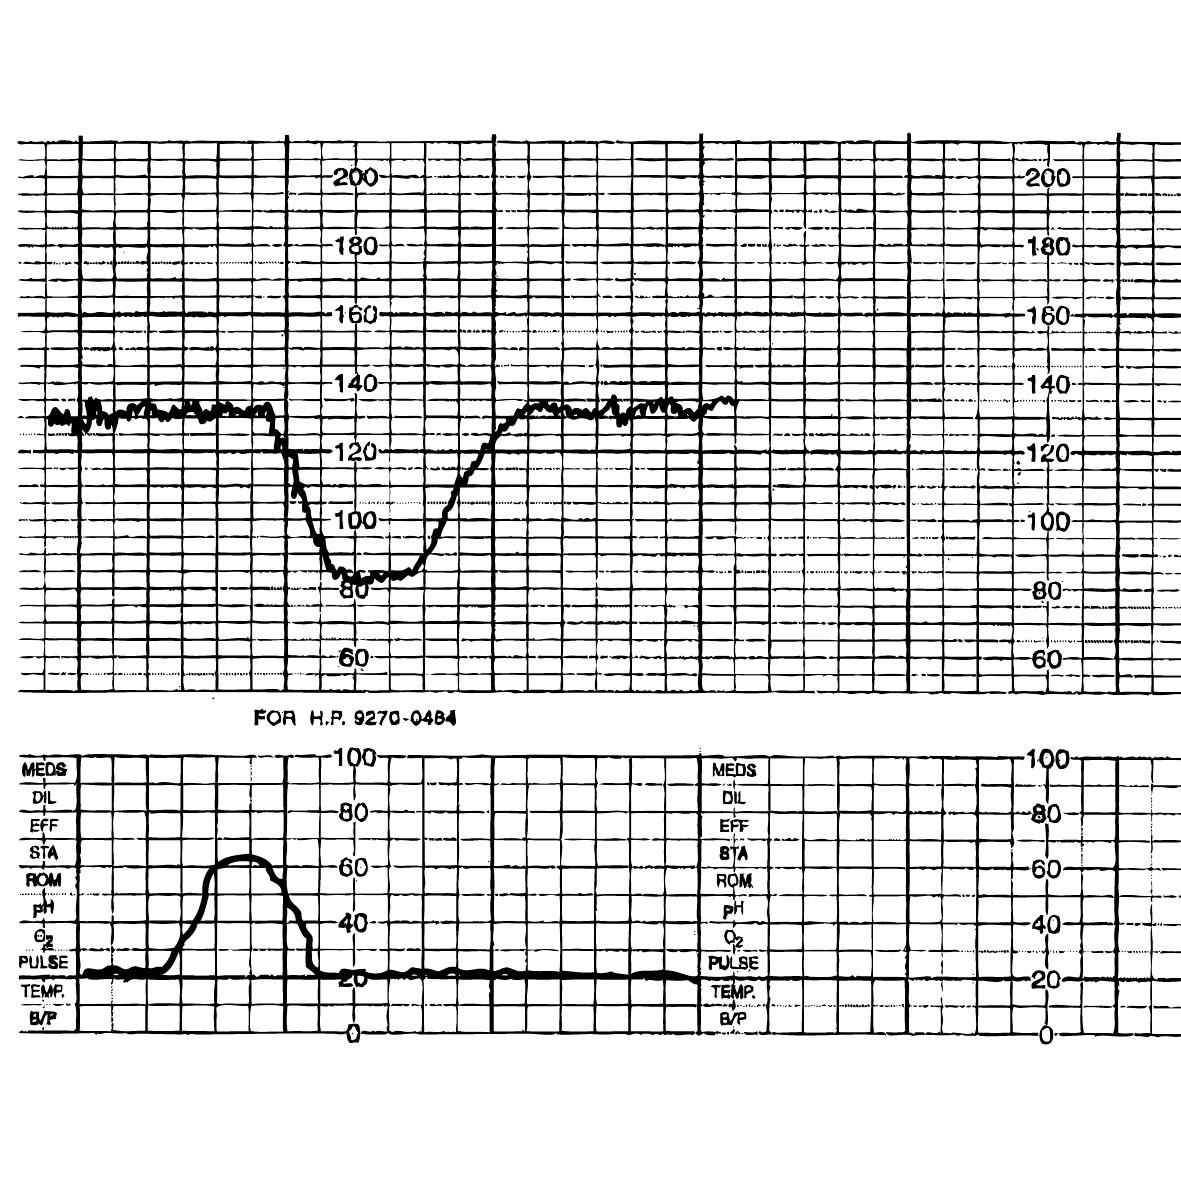 200 200
180 180
160 160
140 140
120 120
100 100
80 80
60 60
FOR H.P. 9270-0484
100 100
MEDS MEDS
DIL DIL
80 80
EFF EFF
STA STA
60 60
ROM ROM
PH PH
40 40
O2 O2
PULSE PULSE
20 20
TEMP. TEMP.
B/P B/P
0 0